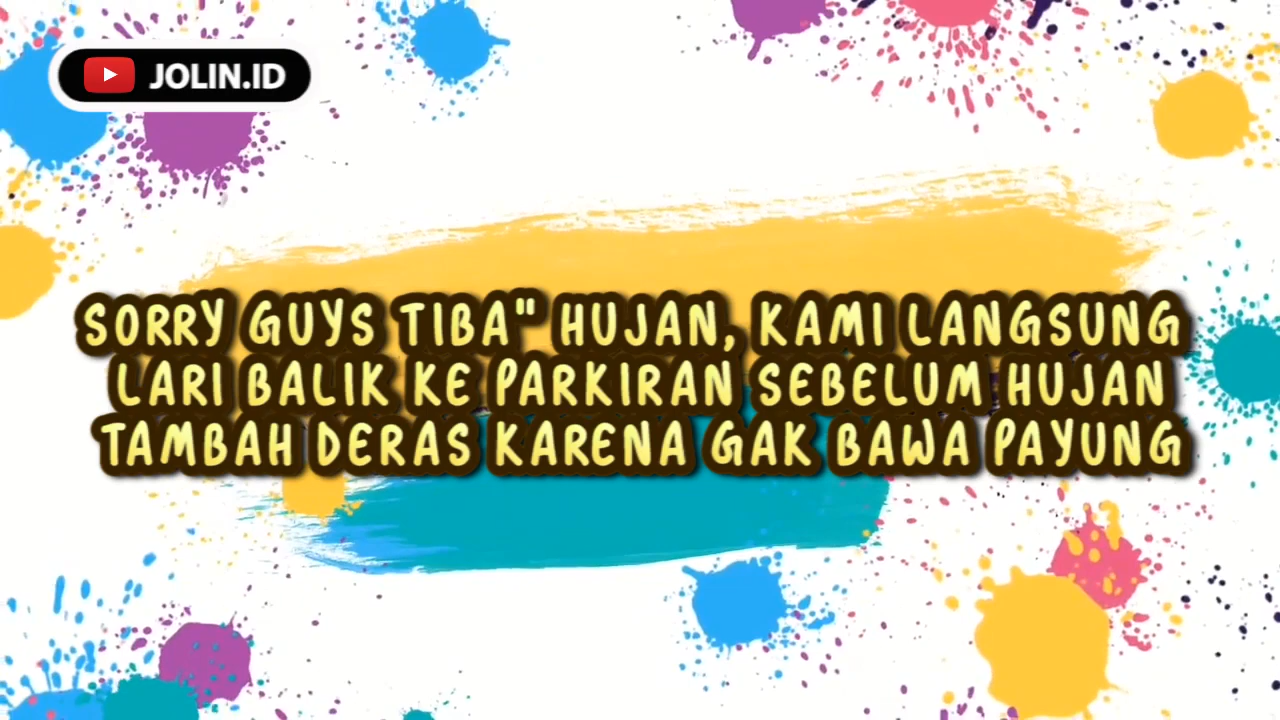 JOLIN.ID
SORRY GUYS TIBA" HUJAN, KAMI LANGSUNG
LARI BALIK KE PARKIRAN SEBELUM HUJAN
TAMBAH DERAS KARENA GAK BAWA PAYUNG